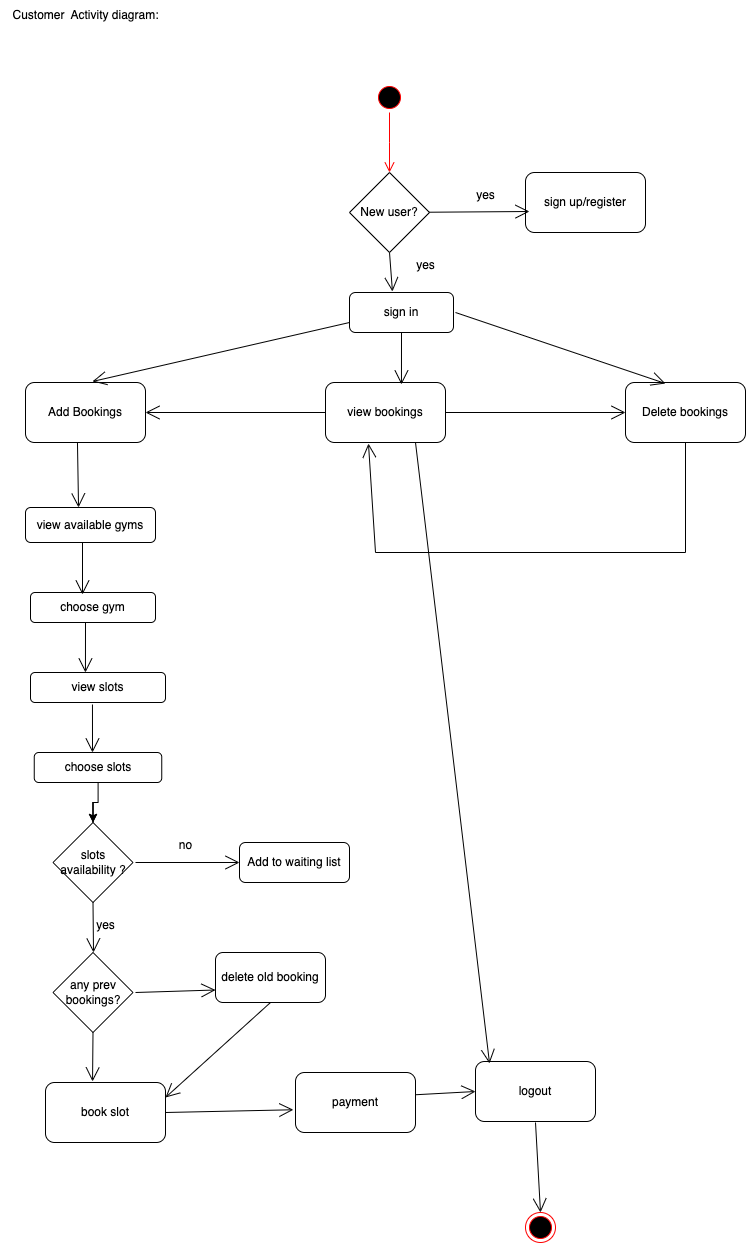 Customer  Activity diagram:
New user?
yes
sign up/register
yes
sign in
Add Bookings
view bookings
Delete bookings
view available gyms
choose gym
view slots
choose slots
slots
availability ?
no
Add to waiting list
yes
any prev
bookings?
delete old booking
book slot
payment
logout